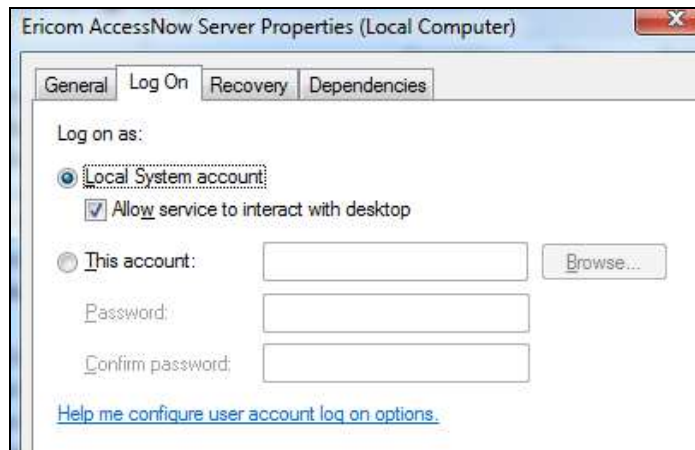 Ericom AccessNow Server Properties (Local Computer)
General Log On Recovery Dependencies
Log on as:
Local System account
Allow service to interact with desktop
This account:
Browse...
Password:
Confirm password:
Help me configure user account log on options.